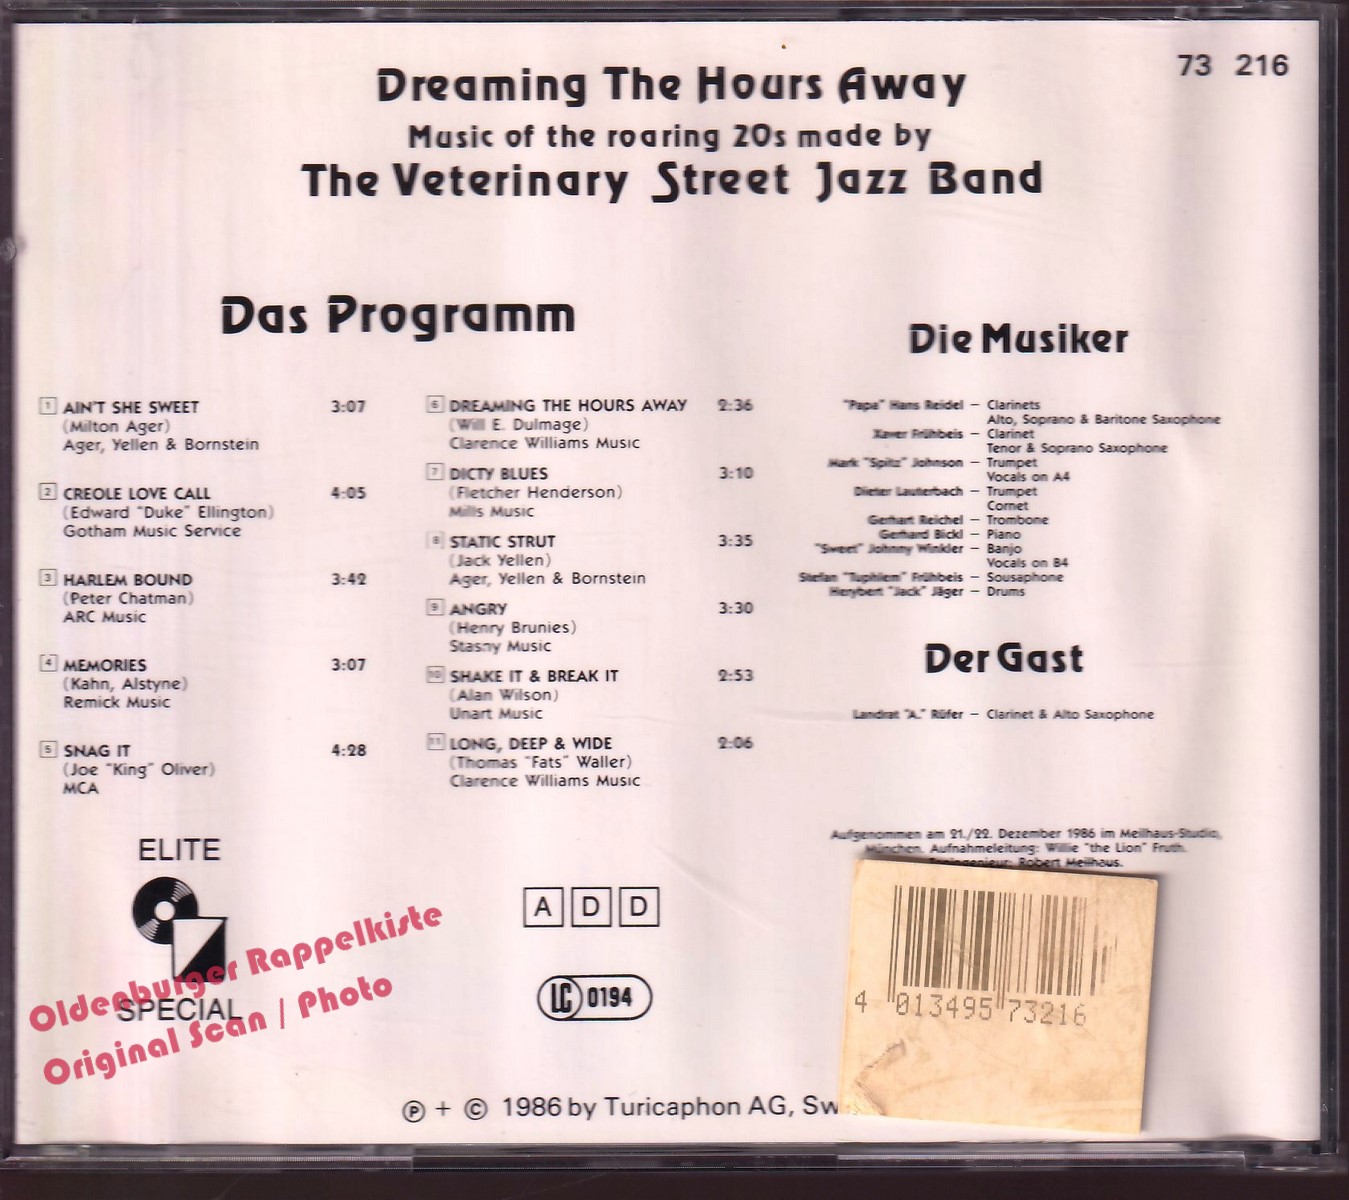 73 216
Dreaming The Hours Away
Music of the roaring 20s made by
The Veterinary Street Jazz Band
Das Programm
1 AIN'T SHE SWEET 3:07
(Milton Ager)
Ager, Yellen & Bornstein
2 CREOLE LOVE CALL 4:05
(Edward "Duke" Ellington)
Gotham Music Service
3 HARLEM BOUND 3:42
(Peter Chatman)
ARC Music
4 MEMORIES 3:07
(Kahn, Alstyne)
Remick Music
5 SNAG IT 4:28
(Joe "King" Oliver)
MCA
6 DREAMING THE HOURS AWAY 2:36
(Will E. Dulmage)
Clarence Williams Music
7 DICTY BLUES 3:10
(Fletcher Henderson)
Mills Music
8 STATIC STRUT 3:35
(Jack Yellen)
Ager, Yellen & Bornstein
9 ANGRY 3:30
(Henry Brunies)
Stasny Music
10 SHAKE IT & BREAK IT 2:53
(Alan Wilson)
Unart Music
11 LONG, DEEP & WIDE 2:06
(Thomas "Fats" Waller)
Clarence Williams Music
Die Musiker
"Papa" Hans Reidel – Clarinets
Alto, Soprano & Baritone Saxophone
Xaver Frühbeis – Clarinet
Tenor & Soprano Saxophone
Mark "Spitz" Johnson – Trumpet
Vocals on A4
Dieter Lauterbach – Trumpet
Cornet
Gerhart Reichel – Trombone
Gerhard Bickl – Piano
"Sweet" Johnny Winkler – Banjo
Vocals on B4
Stefan "Tuphlem" Frühbeis – Sousaphone
Herybert "Jack" Jäger – Drums
Der Gast
Landrat "A." Rüfer – Clarinet & Alto Saxophone
Aufgenommen am 21./22. Dezember 1986 im Meilhaus-Studio,
München. Aufnahmeleitung: Willie "the Lion" Fruth.
Toningenieur: Robert Meilhaus.
ELITE
SPECIAL
A D D
LC 0194
4 013495 73216
Ⓟ + © 1986 by Turicaphon AG, Sw
Oldenburger Rappelkiste
Original Scan / Photo